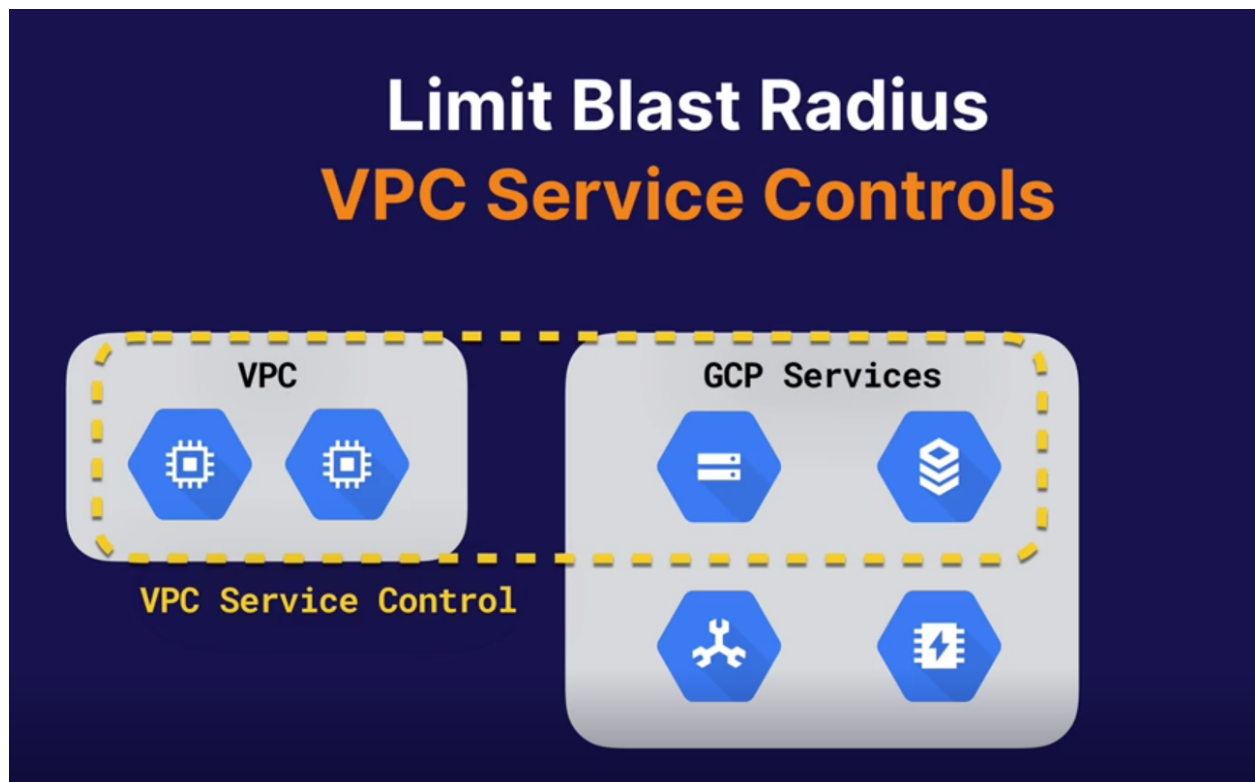 Limit Blast Radius
VPC Service Controls
VPC
GCP Services
VPC Service Control